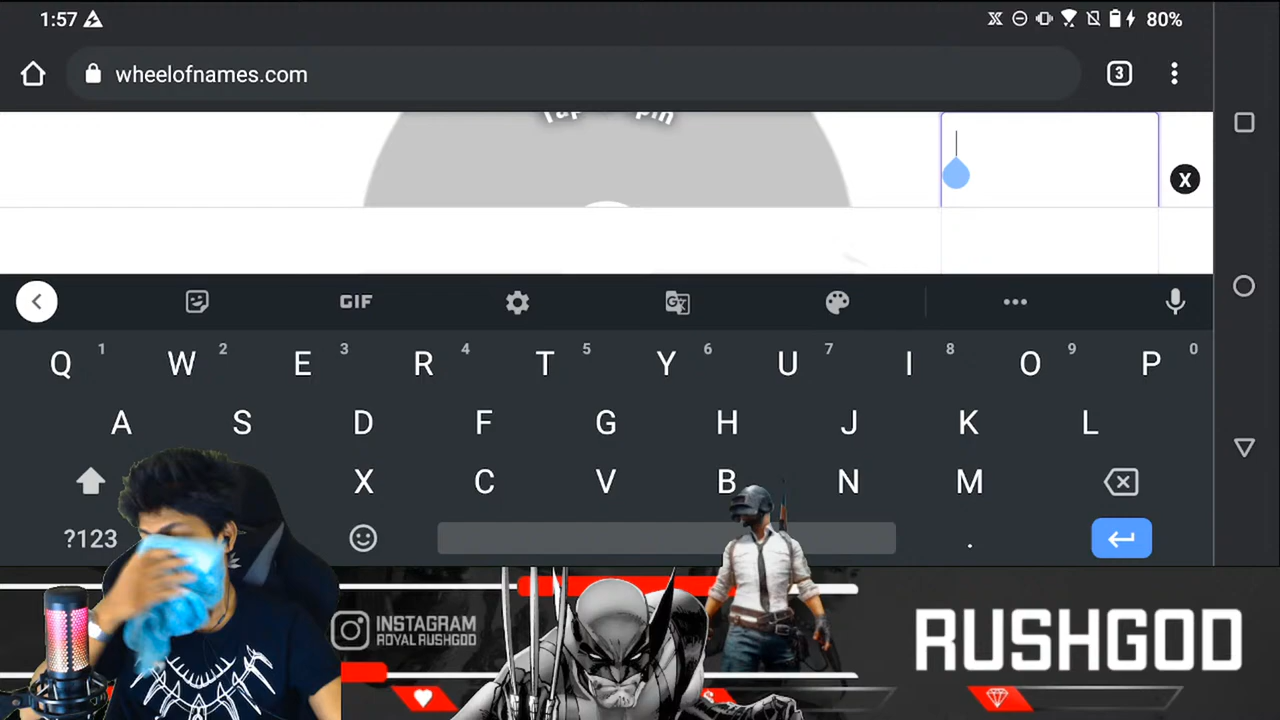 1:57
80%
wheelofnames.com
3
X
GIF
Q 1 W 2 E 3 R 4 T 5 Y 6 U 7 I 8 O 9 P 0
A S D F G H J K L
X C V B N M
?123 .
INSTAGRAM
ROYAL RUSHGOD
RUSHGOD